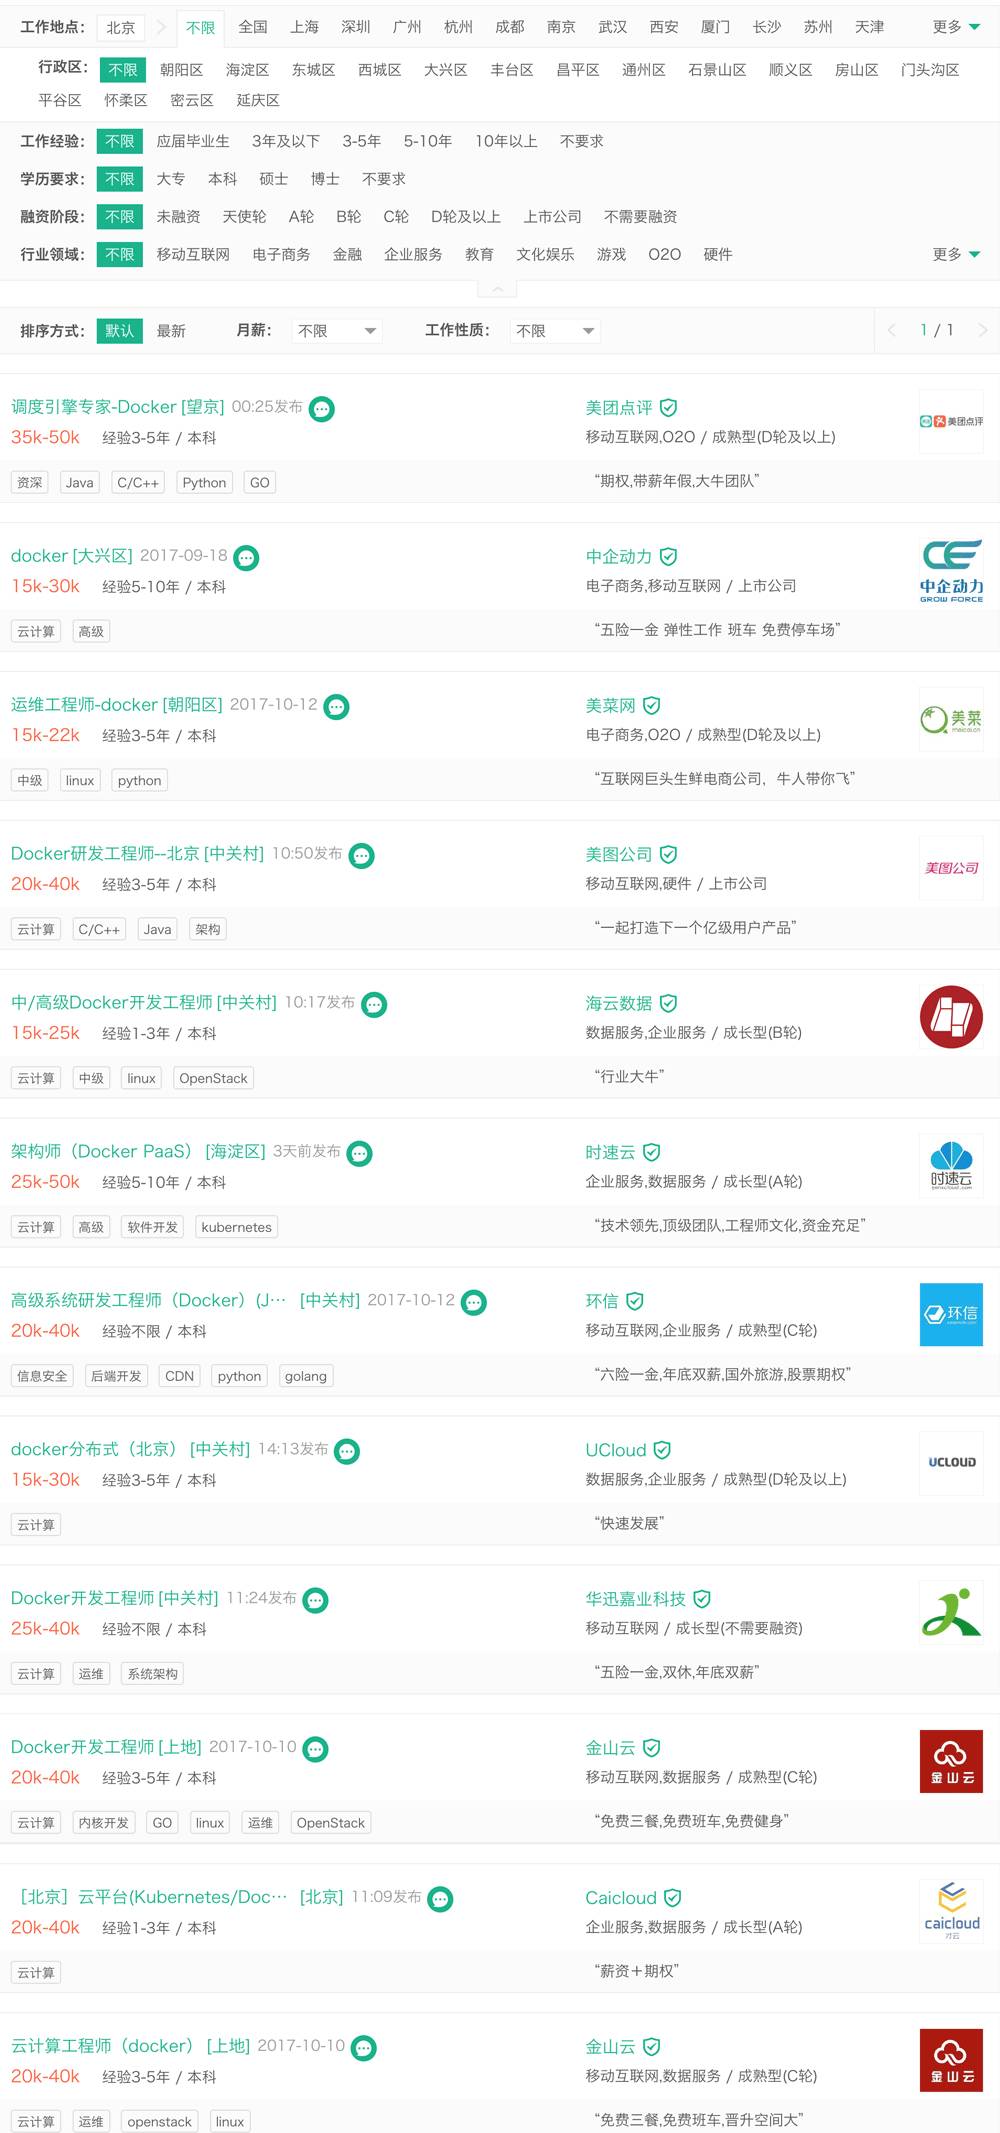 工作地点： 北京 不限 全国 上海 深圳 广州 杭州 成都 南京 武汉 西安 厦门 长沙 苏州 天津 更多
行政区： 不限 朝阳区 海淀区 东城区 西城区 大兴区 丰台区 昌平区 通州区 石景山区 顺义区 房山区 门头沟区
平谷区 怀柔区 密云区 延庆区
工作经验： 不限 应届毕业生 3年及以下 3-5年 5-10年 10年以上 不要求
学历要求： 不限 大专 本科 硕士 博士 不要求
融资阶段： 不限 未融资 天使轮 A轮 B轮 C轮 D轮及以上 上市公司 不需要融资
行业领域： 不限 移动互联网 电子商务 金融 企业服务 教育 文化娱乐 游戏 O2O 硬件 更多
排序方式： 默认 最新 月薪： 不限 工作性质： 不限 1 / 1
调度引擎专家-Docker [望京] 00:25发布 美团点评
美团点评
35k-50k 经验3-5年 / 本科 移动互联网,O2O / 成熟型(D轮及以上)
资深 Java C/C++ Python GO “期权,带薪年假,大牛团队”
docker [大兴区] 2017-09-18 中企动力
15k-30k 经验5-10年 / 本科 电子商务,移动互联网 / 上市公司
中企动力
GROW FORCE
云计算 高级 “五险一金 弹性工作 班车 免费停车场”
运维工程师-docker [朝阳区] 2017-10-12 美菜网
美菜
meicai.cn
15k-22k 经验3-5年 / 本科 电子商务,O2O / 成熟型(D轮及以上)
中级 linux python “互联网巨头生鲜电商公司，牛人带你飞”
Docker研发工程师--北京 [中关村] 10:50发布 美图公司
美图公司
20k-40k 经验3-5年 / 本科 移动互联网,硬件 / 上市公司
云计算 C/C++ Java 架构 “一起打造下一个亿级用户产品”
中/高级Docker开发工程师 [中关村] 10:17发布 海云数据
15k-25k 经验1-3年 / 本科 数据服务,企业服务 / 成长型(B轮)
云计算 中级 linux OpenStack “行业大牛”
架构师（Docker PaaS） [海淀区] 3天前发布 时速云
25k-50k 经验5-10年 / 本科 企业服务,数据服务 / 成长型(A轮)
时速云
云计算 高级 软件开发 kubernetes “技术领先,顶级团队,工程师文化,资金充足”
高级系统研发工程师（Docker）(J··· [中关村] 2017-10-12 环信
环信
20k-40k 经验不限 / 本科 移动互联网,企业服务 / 成熟型(C轮)
信息安全 后端开发 CDN python golang “六险一金,年底双薪,国外旅游,股票期权”
docker分布式（北京） [中关村] 14:13发布 UCloud
UCLOUD
15k-30k 经验3-5年 / 本科 数据服务,企业服务 / 成熟型(D轮及以上)
云计算 “快速发展”
Docker开发工程师 [中关村] 11:24发布 华迅嘉业科技
25k-40k 经验不限 / 本科 移动互联网 / 成长型(不需要融资)
云计算 运维 系统架构 “五险一金,双休,年底双薪”
Docker开发工程师 [上地] 2017-10-10 金山云
20k-40k 经验3-5年 / 本科 移动互联网,数据服务 / 成熟型(C轮)
金山云
云计算 内核开发 GO linux 运维 OpenStack “免费三餐,免费班车,免费健身”
［北京］云平台(Kubernetes/Doc··· [北京] 11:09发布 Caicloud
20k-40k 经验1-3年 / 本科 企业服务,数据服务 / 成长型(A轮)
caicloud
才云
云计算 “薪资＋期权”
云计算工程师（docker） [上地] 2017-10-10 金山云
20k-40k 经验3-5年 / 本科 移动互联网,数据服务 / 成熟型(C轮)
金山云
云计算 运维 openstack linux “免费三餐,免费班车,晋升空间大”